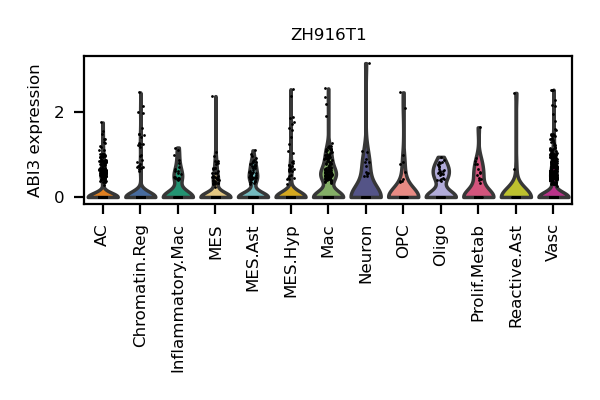 ZH916T1
ABI3 expression
2
0
AC
Chromatin.Reg
Inflammatory.Mac
MES
MES.Ast
MES.Hyp
Mac
Neuron
OPC
Oligo
Prolif.Metab
Reactive.Ast
Vasc